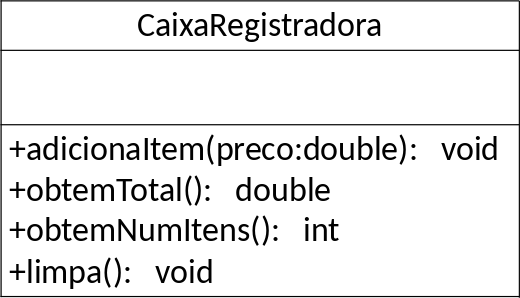 CaixaRegistradora
+adicionaItem(preco:double): void
+obtemTotal(): double
+obtemNumItens(): int
+limpa(): void